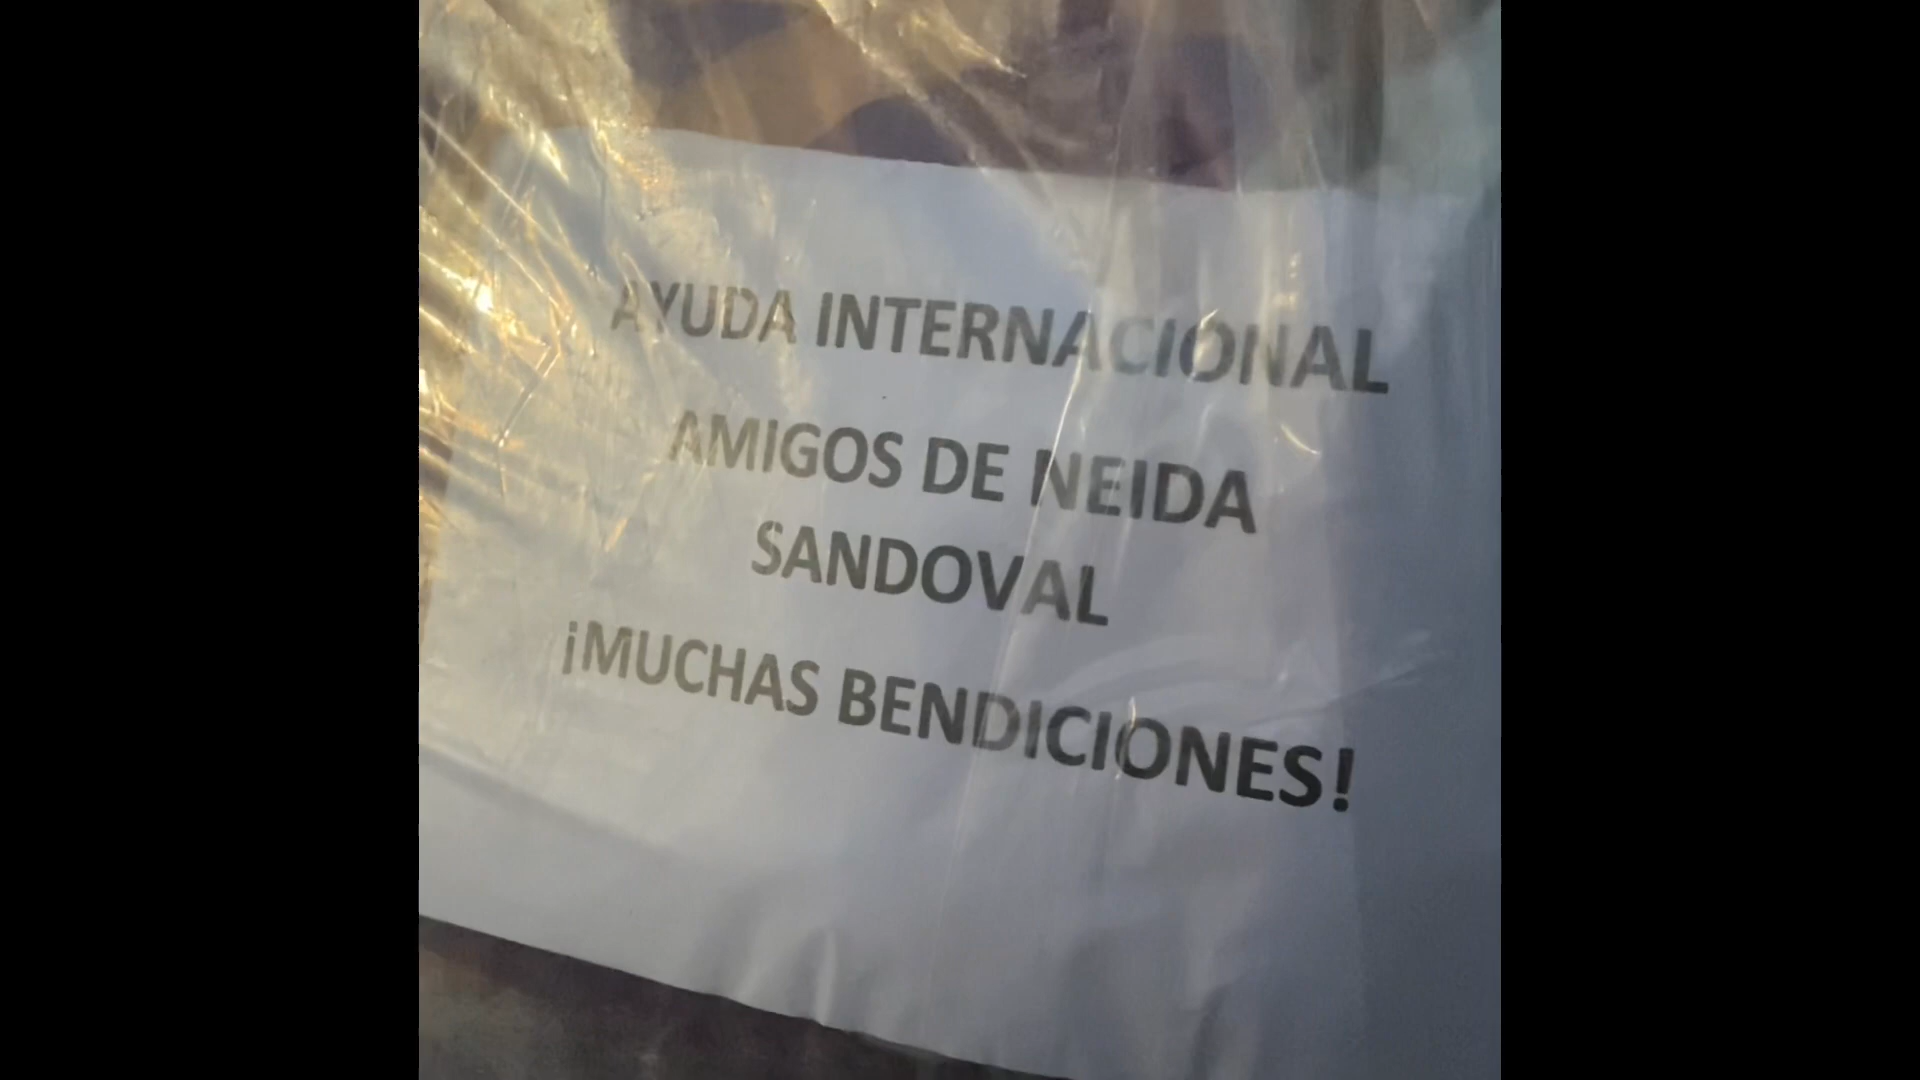 AYUDA INTERNACIONAL
AMIGOS DE NEIDA
SANDOVAL
¡MUCHAS BENDICIONES!